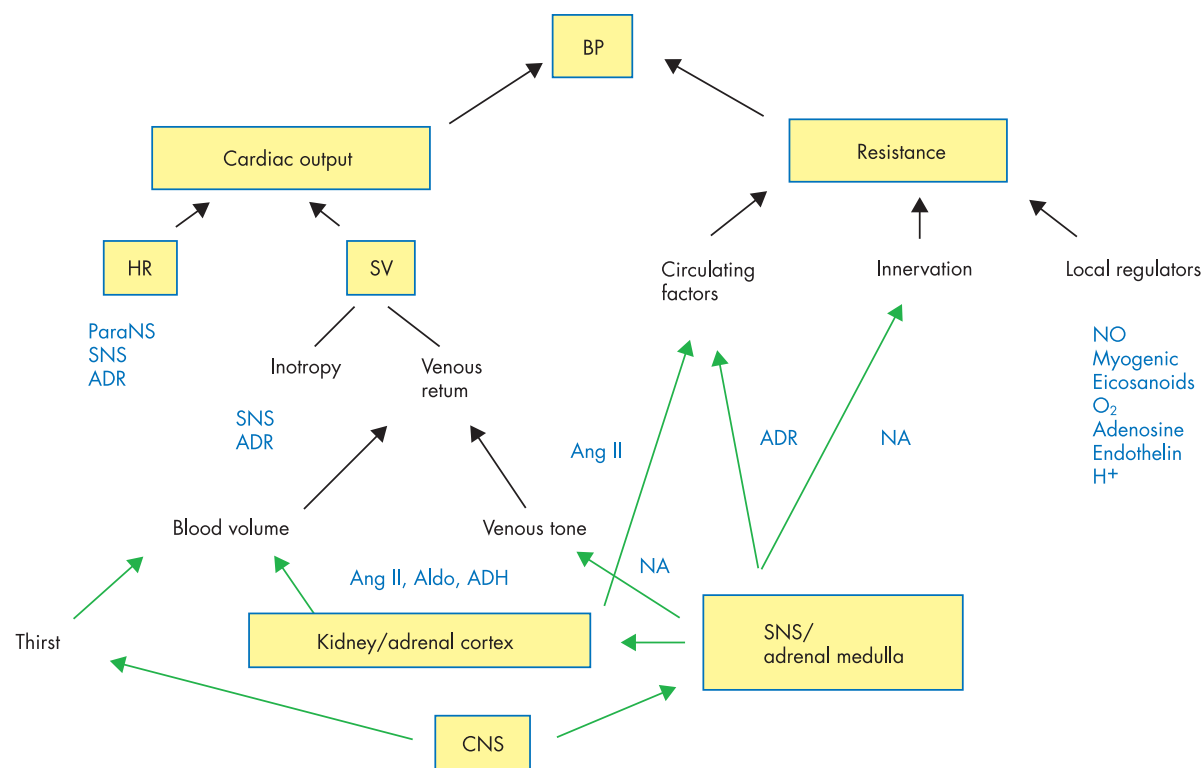 BP
Cardiac output
Resistance
HR
SV
Circulating
factors
Innervation
Local regulators
ParaNS
SNS
ADR
Inotropy
Venous
retum
SNS
ADR
NO
Myogenic
Eicosanoids
O₂
Adenosine
Endothelin
H⁺
Ang II
ADR
NA
Blood volume
Venous tone
Ang II, Aldo, ADH
NA
Thirst
Kidney/adrenal cortex
SNS/
adrenal medulla
CNS